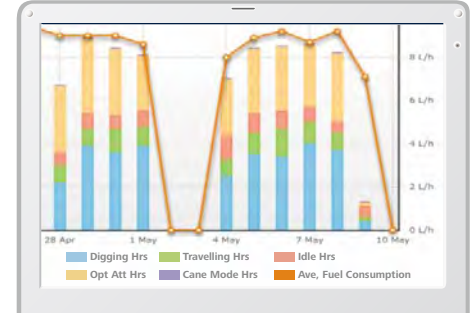 8 L/h
6 L/h
4 L/h
2 L/h
0 L/h
28 Apr 1 May 4 May 7 May 10 May
Digging Hrs Travelling Hrs Idle Hrs
Opt Att Hrs Cane Mode Hrs Ave, Fuel Consumption